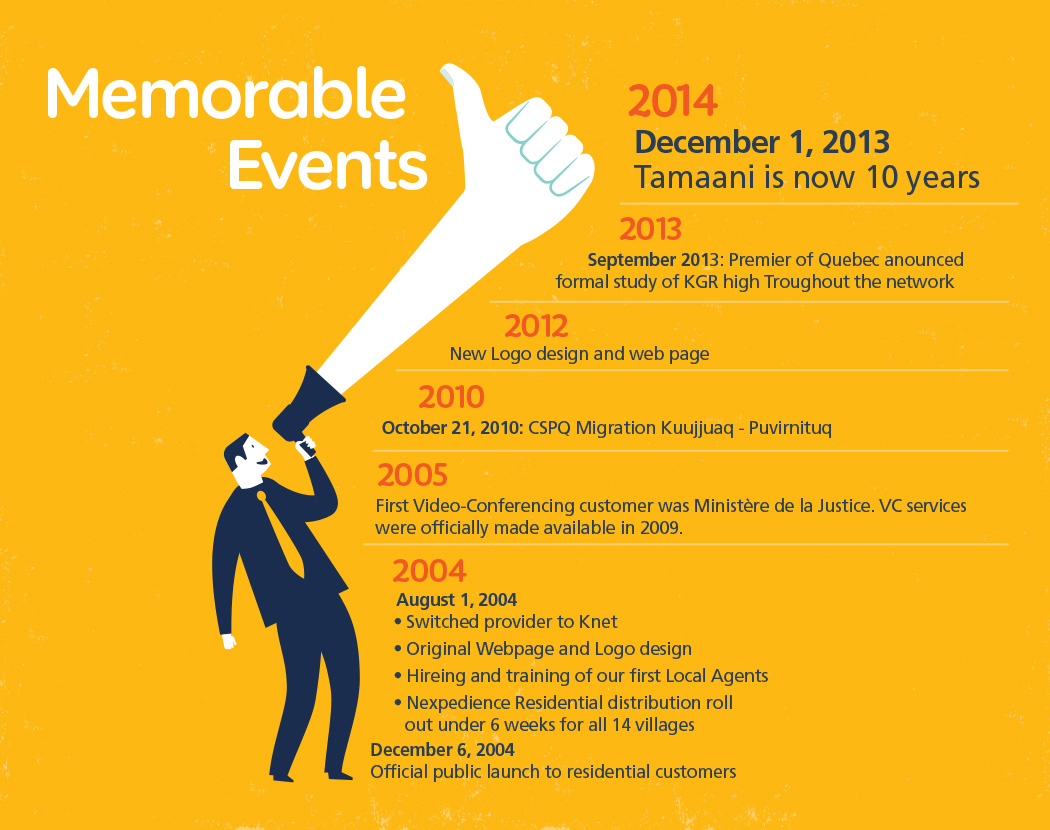 Memorable
Events
2014
December 1, 2013
Tamaani is now 10 years
2013
September 2013: Premier of Quebec anounced
formal study of KGR high Troughout the network
2012
New Logo design and web page
2010
October 21, 2010: CSPQ Migration Kuujjuaq - Puvirnituq
2005
First Video-Conferencing customer was Ministère de la Justice. VC services
were officially made available in 2009.
2004
August 1, 2004
• Switched provider to Knet
• Original Webpage and Logo design
• Hireing and training of our first Local Agents
• Nexpedience Residential distribution roll
out under 6 weeks for all 14 villages
December 6, 2004
Official public launch to residential customers